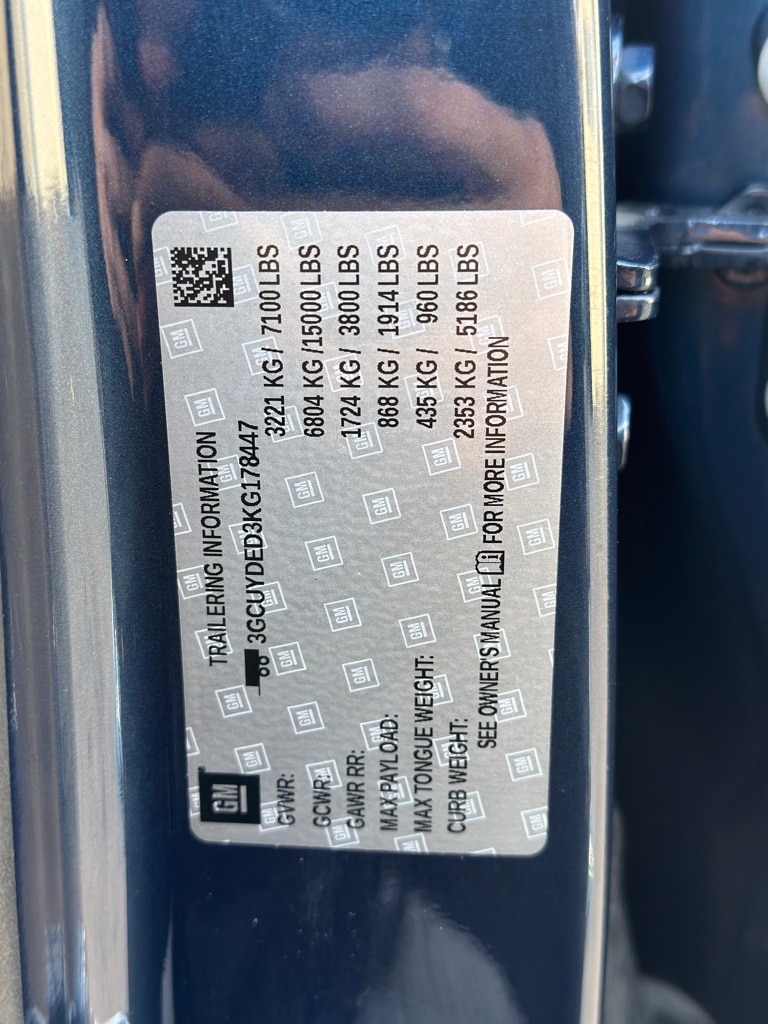 GM
TRAILERING INFORMATION
3GCUYDED3KG178447
GVWR: 3221 KG / 7100 LBS
GCWR: 6804 KG / 15000 LBS
GAWR RR: 1724 KG / 3800 LBS
MAX PAYLOAD: 868 KG / 1914 LBS
MAX TONGUE WEIGHT: 435 KG / 960 LBS
CURB WEIGHT: 2353 KG / 5186 LBS
SEE OWNER'S MANUAL FOR MORE INFORMATION